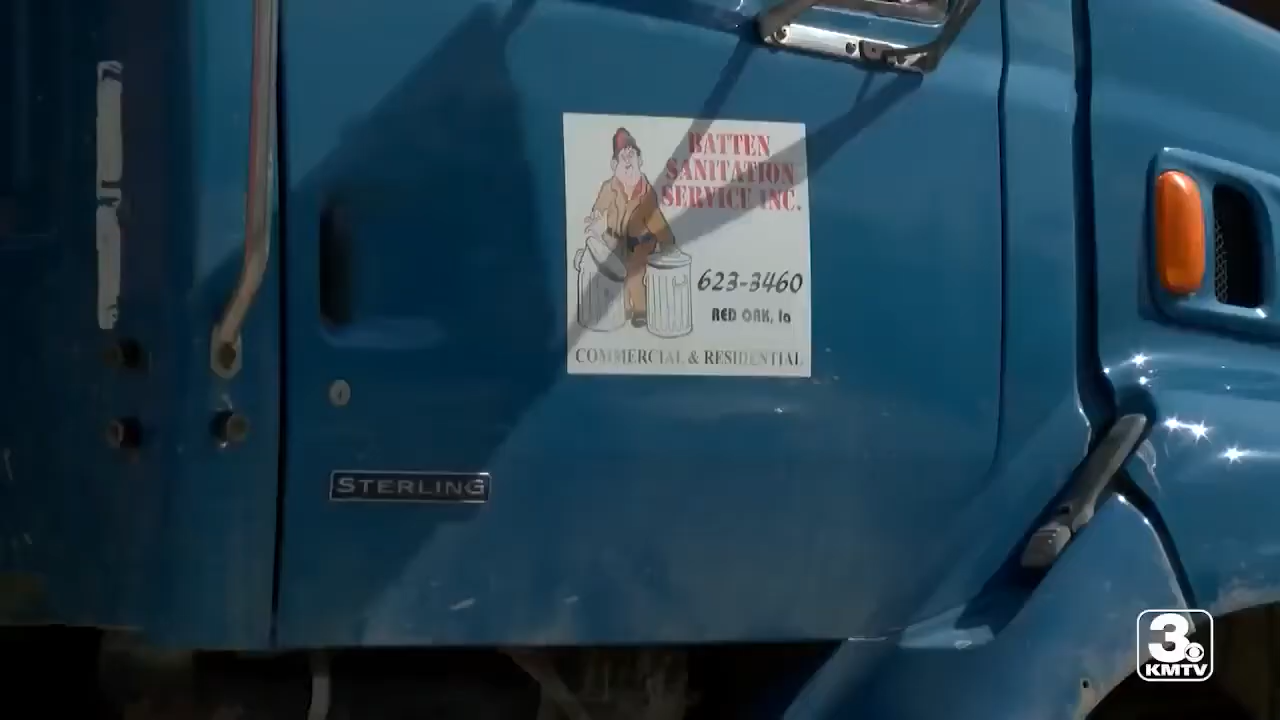 BATTEN
SANITATION
SERVICE INC.
623-3460
RED OAK, Ia
COMMERCIAL & RESIDENTIAL
STERLING
3
KMTV